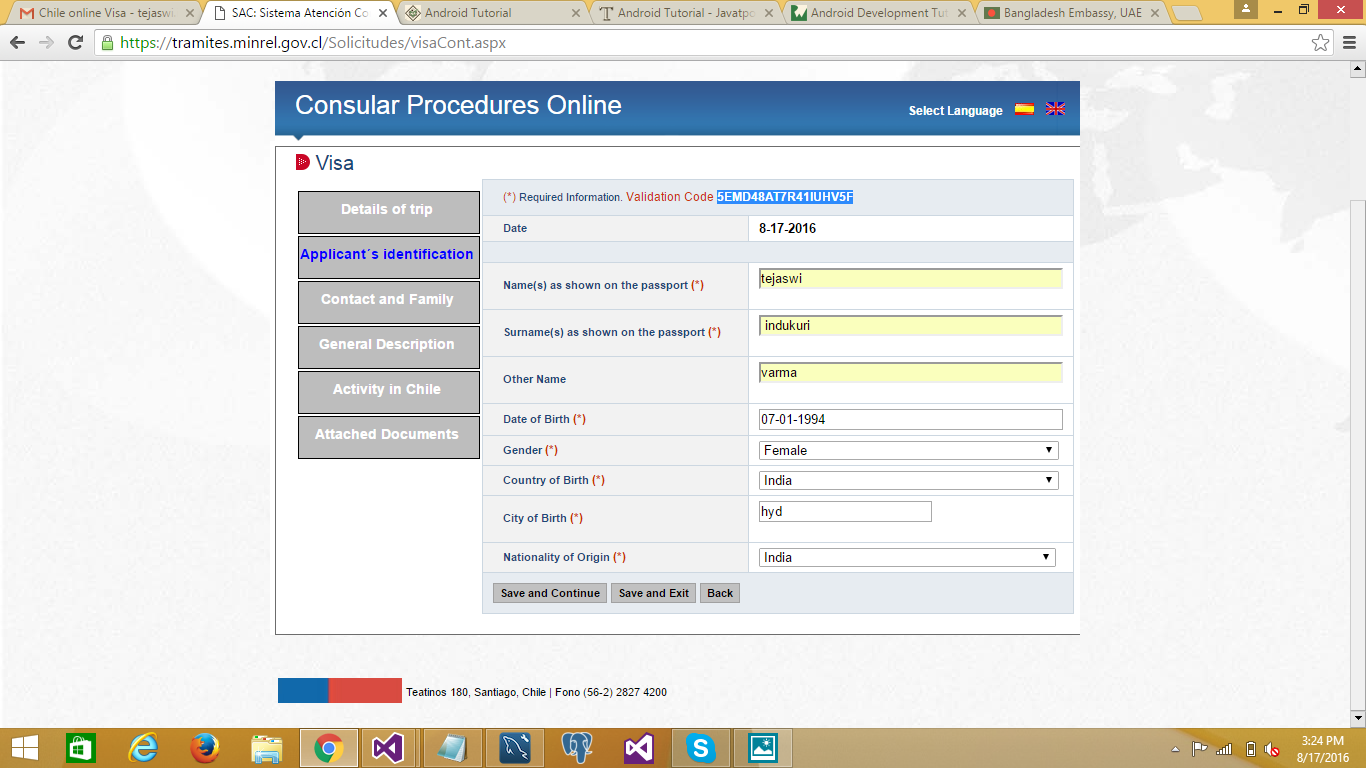 Chile online Visa - tejaswi.
SAC: Sistema Atención Co
Android Tutorial
Android Tutorial - Javatpo
Android Development Tut
Bangladesh Embassy, UAE
https://tramites.minrel.gov.cl/Solicitudes/visaCont.aspx
Consular Procedures Online
Select Language
Visa
Details of trip
Applicant´s identification
Contact and Family
General Description
Activity in Chile
Attached Documents
(*) Required Information. Validation Code 5EMD48AT7R41IUHV5F
Date 8-17-2016
Name(s) as shown on the passport (*) tejaswi
Surname(s) as shown on the passport (*) indukuri
Other Name varma
Date of Birth (*) 07-01-1994
Gender (*) Female
Country of Birth (*) India
City of Birth (*) hyd
Nationality of Origin (*) India
Save and Continue Save and Exit Back
Teatinos 180, Santiago, Chile | Fono (56-2) 2827 4200
3:24 PM
8/17/2016